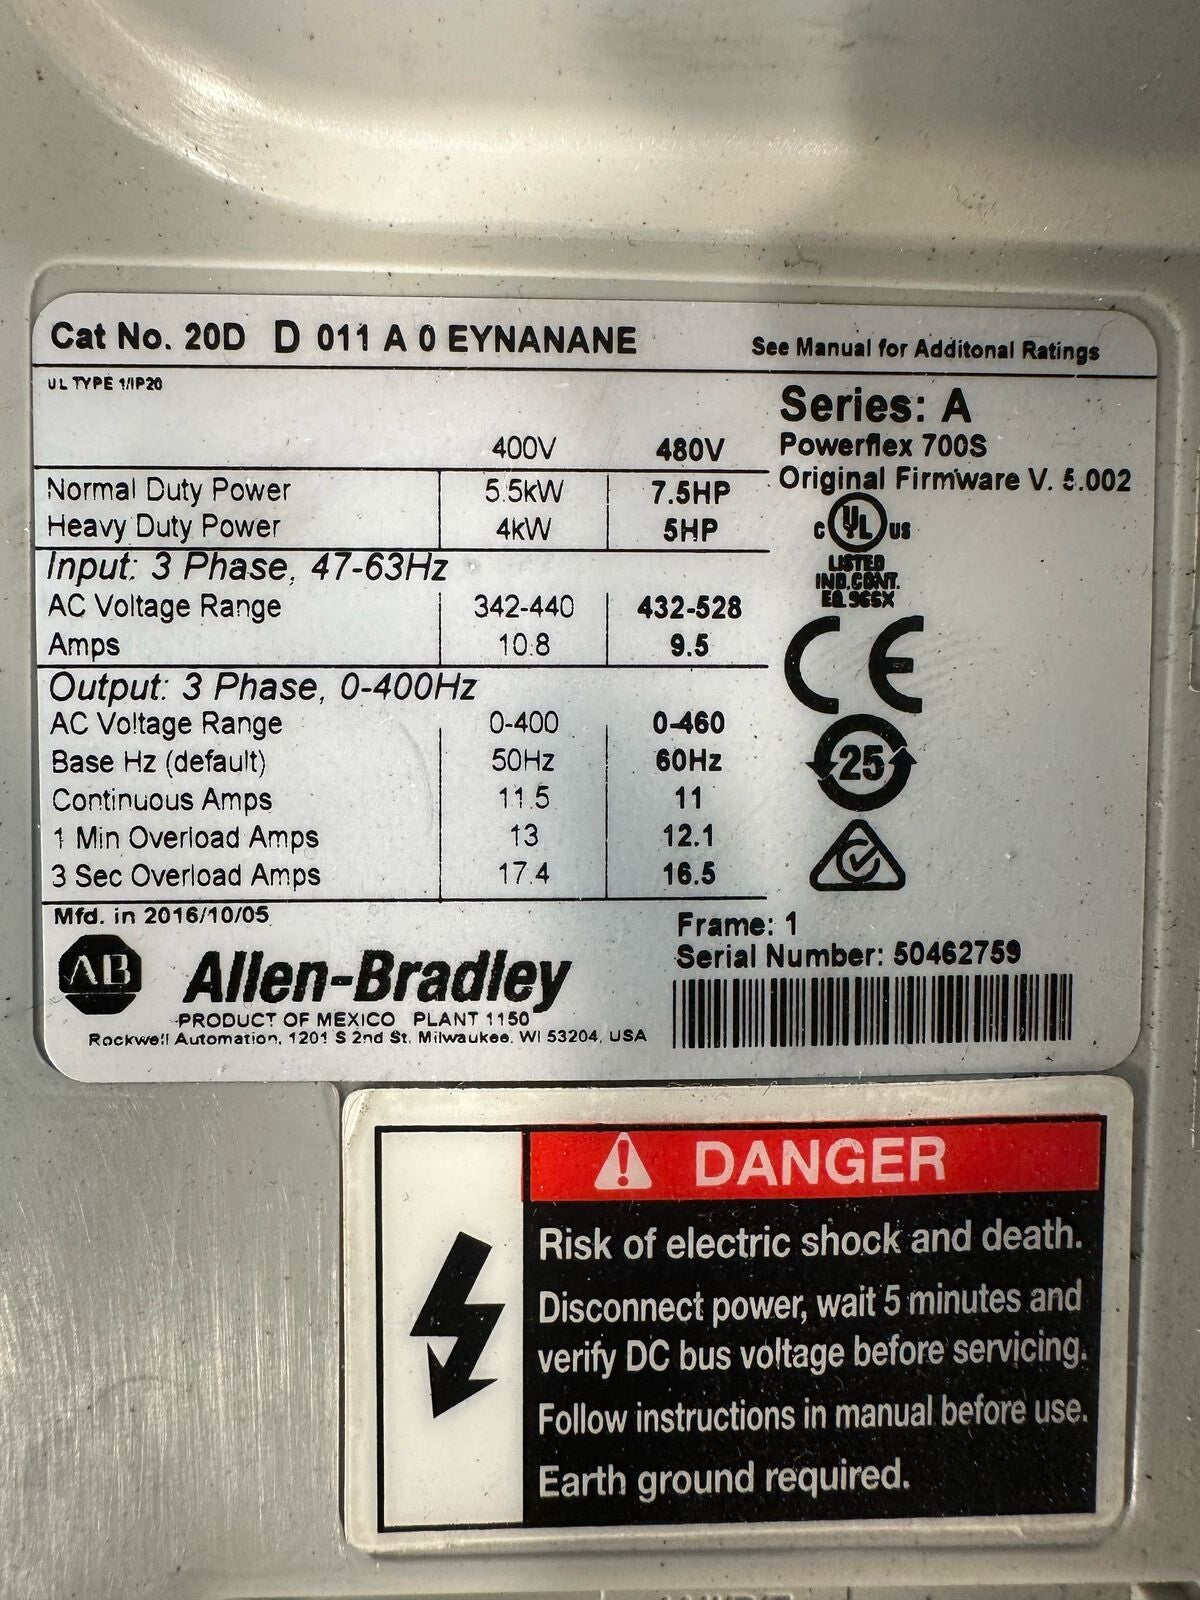 Cat No. 20D D 011 A 0 EYNANANE
See Manual for Additonal Ratings
UL TYPE 1/IP20
Series: A
400V 480V
Powerflex 700S
Original Firmware V. 5.002
Normal Duty Power 5.5kW 7.5HP
Heavy Duty Power 4kW 5HP
C UL US
LISTED
IND.CONT.
EQ.966X
Input: 3 Phase, 47-63Hz
AC Voltage Range 342-440 432-528
Amps 10.8 9.5
CE
Output: 3 Phase, 0-400Hz
AC Voltage Range 0-400 0-460
Base Hz (default) 50Hz 60Hz
25
Continuous Amps 11.5 11
1 Min Overload Amps 13 12.1
3 Sec Overload Amps 17.4 16.5
Mfd. in 2016/10/05
Frame: 1
Serial Number: 50462759
AB Allen-Bradley
PRODUCT OF MEXICO PLANT 1150
Rockwell Automation, 1201 S 2nd St. Milwaukee. WI 53204, USA
DANGER
Risk of electric shock and death.
Disconnect power, wait 5 minutes and
verify DC bus voltage before servicing.
Follow instructions in manual before use.
Earth ground required.